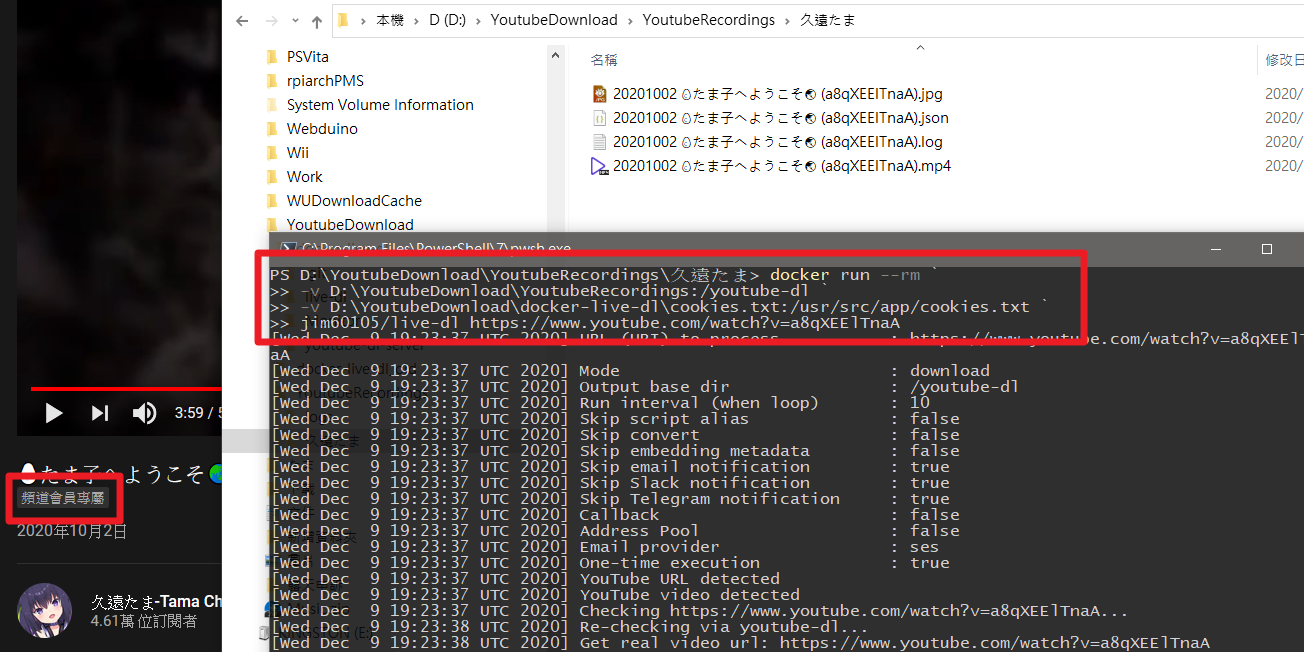 本機 › D (D:) › YoutubeDownload › YoutubeRecordings › 久遠たま
PSVita
rpiarchPMS
System Volume Information
Webduino
Wii
Work
WUDownloadCache
YoutubeDownload
名稱
修改日
20201002 🥚たま子へようこそ🌏 (a8qXEElTnaA).jpg 2020/
20201002 🥚たま子へようこそ🌏 (a8qXEElTnaA).json 2020/
20201002 🥚たま子へようこそ🌏 (a8qXEElTnaA).log 2020/
20201002 🥚たま子へようこそ🌏 (a8qXEElTnaA).mp4 2020/
C:\Program Files\PowerShell\7\pwsh.exe
PS D:\YoutubeDownload\YoutubeRecordings\久遠たま> docker run --rm `
>> -v D:\YoutubeDownload\YoutubeRecordings:/youtube-dl `
>> -v D:\YoutubeDownload\docker-live-dl\cookies.txt:/usr/src/app/cookies.txt `
>> jim60105/live-dl https://www.youtube.com/watch?v=a8qXEElTnaA
[Wed Dec  9 19:23:37 UTC 2020] URL (URI) to process : https://www.youtube.com/watch?v=a8qXEElT
aA
[Wed Dec  9 19:23:37 UTC 2020] Mode : download
[Wed Dec  9 19:23:37 UTC 2020] Output base dir : /youtube-dl
[Wed Dec  9 19:23:37 UTC 2020] Run interval (when loop) : 10
[Wed Dec  9 19:23:37 UTC 2020] Skip script alias : false
[Wed Dec  9 19:23:37 UTC 2020] Skip convert : false
[Wed Dec  9 19:23:37 UTC 2020] Skip embedding metadata : false
[Wed Dec  9 19:23:37 UTC 2020] Skip email notification : true
[Wed Dec  9 19:23:37 UTC 2020] Skip Slack notification : true
[Wed Dec  9 19:23:37 UTC 2020] Skip Telegram notification : true
[Wed Dec  9 19:23:37 UTC 2020] Callback : false
[Wed Dec  9 19:23:37 UTC 2020] Address Pool : false
[Wed Dec  9 19:23:37 UTC 2020] Email provider : ses
[Wed Dec  9 19:23:37 UTC 2020] One-time execution : true
[Wed Dec  9 19:23:37 UTC 2020] YouTube URL detected
[Wed Dec  9 19:23:37 UTC 2020] YouTube video detected
[Wed Dec  9 19:23:37 UTC 2020] Checking https://www.youtube.com/watch?v=a8qXEElTnaA...
[Wed Dec  9 19:23:38 UTC 2020] Re-checking via youtube-dl...
[Wed Dec  9 19:23:38 UTC 2020] Get real video url: https://www.youtube.com/watch?v=a8qXEElTnaA
3:59 / 5
🥚たま子へようこそ🌏
頻道會員專屬
2020年10月2日
久遠たま-Tama Ch
4.61萬 位訂閱者